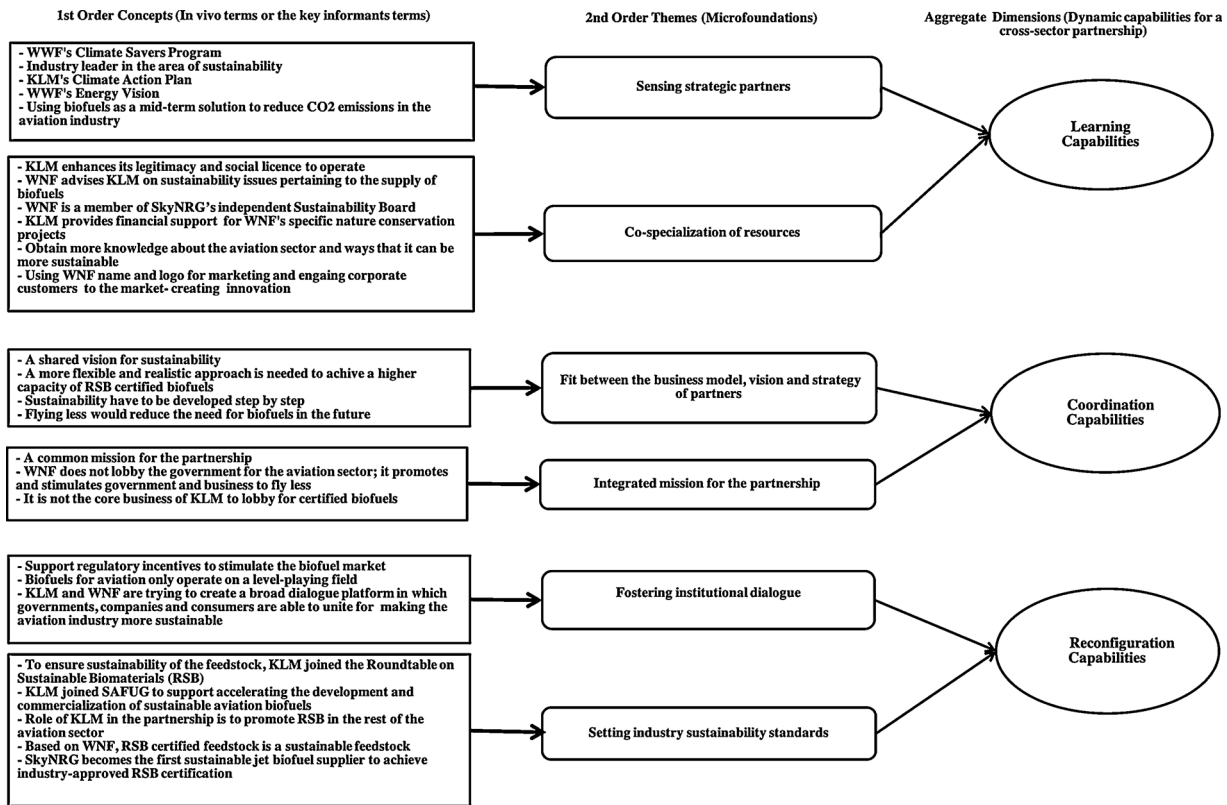 1st Order Concepts (In vivo terms or the key informants terms)
2nd Order Themes (Microfoundations)
Aggregate Dimensions (Dynamic capabilities for a
cross-sector partnership)
- WWF's Climate Savers Program
- Industry leader in the area of sustainability
- KLM's Climate Action Plan
- WWF's Energy Vision
- Using biofuels as a mid-term solution to reduce CO2 emissions in the
aviation industry
Sensing strategic partners
Learning
Capabilities
- KLM enhances its legitimacy and social licence to operate
- WNF advises KLM on sustainability issues pertaining to the supply of
biofuels
- WNF is a member of SkyNRG's independent Sustainability Board
- KLM provides financial support for WNF's specific nature conservation
projects
- Obtain more knowledge about the aviation sector and ways that it can be
more sustainable
- Using WNF name and logo for marketing and engaing corporate
customers to the market- creating innovation
Co-specialization of resources
- A shared vision for sustainability
- A more flexible and realistic approach is needed to achive a higher
capacity of RSB certified biofuels
- Sustainability have to be developed step by step
- Flying less would reduce the need for biofuels in the future
Fit between the business model, vision and strategy
of partners
Coordination
Capabilities
- A common mission for the partnership
- WNF does not lobby the government for the aviation sector; it promotes
and stimulates government and business to fly less
- It is not the core business of KLM to lobby for certified biofuels
Integrated mission for the partnership
- Support regulatory incentives to stimulate the biofuel market
- Biofuels for aviation only operate on a level-playing field
- KLM and WNF are trying to create a broad dialogue platform in which
governments, companies and consumers are able to unite for making the
aviation industry more sustainable
Fostering institutional dialogue
Reconfiguration
Capabilities
- To ensure sustainability of the feedstock, KLM joined the Roundtable on
Sustainable Biomaterials (RSB)
- KLM joined SAFUG to support accelerating the development and
commercialization of sustainable aviation biofuels
- Role of KLM in the partnership is to promote RSB in the rest of the
aviation sector
- Based on WNF, RSB certified feedstock is a sustainable feedstock
- SkyNRG becomes the first sustainable jet biofuel supplier to achieve
industry-approved RSB certification
Setting industry sustainability standards